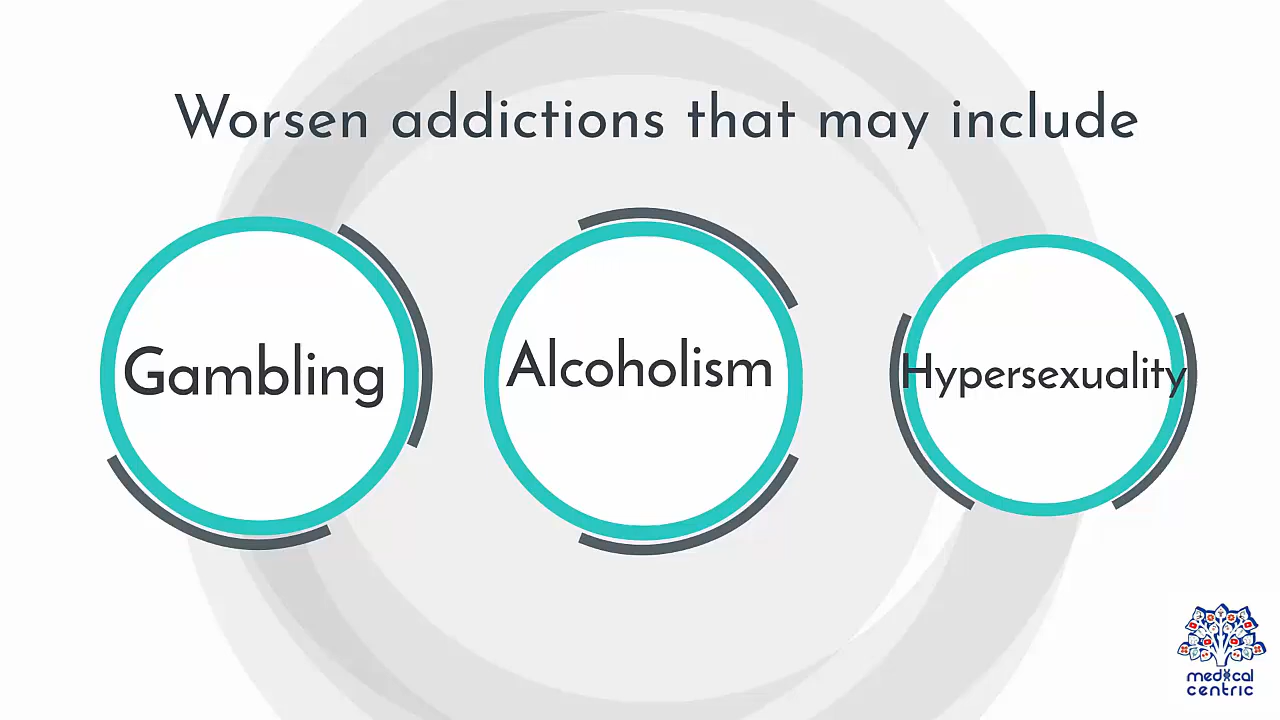 Worsen addictions that may include
Gambling
Alcoholism
Hypersexuality
medical
centric